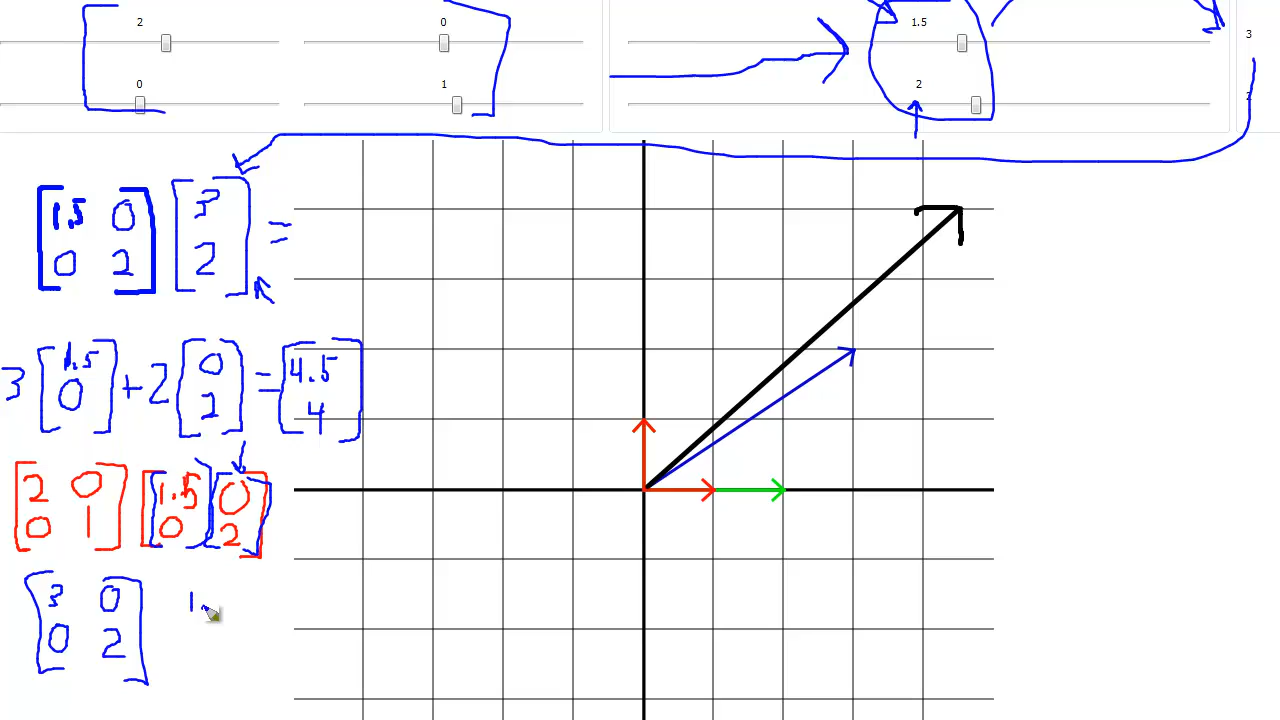 2 0 1.5 3
0 1 2
[1.5 0] [3] =
[0 2] [2]
3 [1.5] + 2 [0] = [4.5]
[0] [2] [4]
[2 0] [1.5] [0]
[0 1] [0] [2]
[3 0] 1.
[0 2]